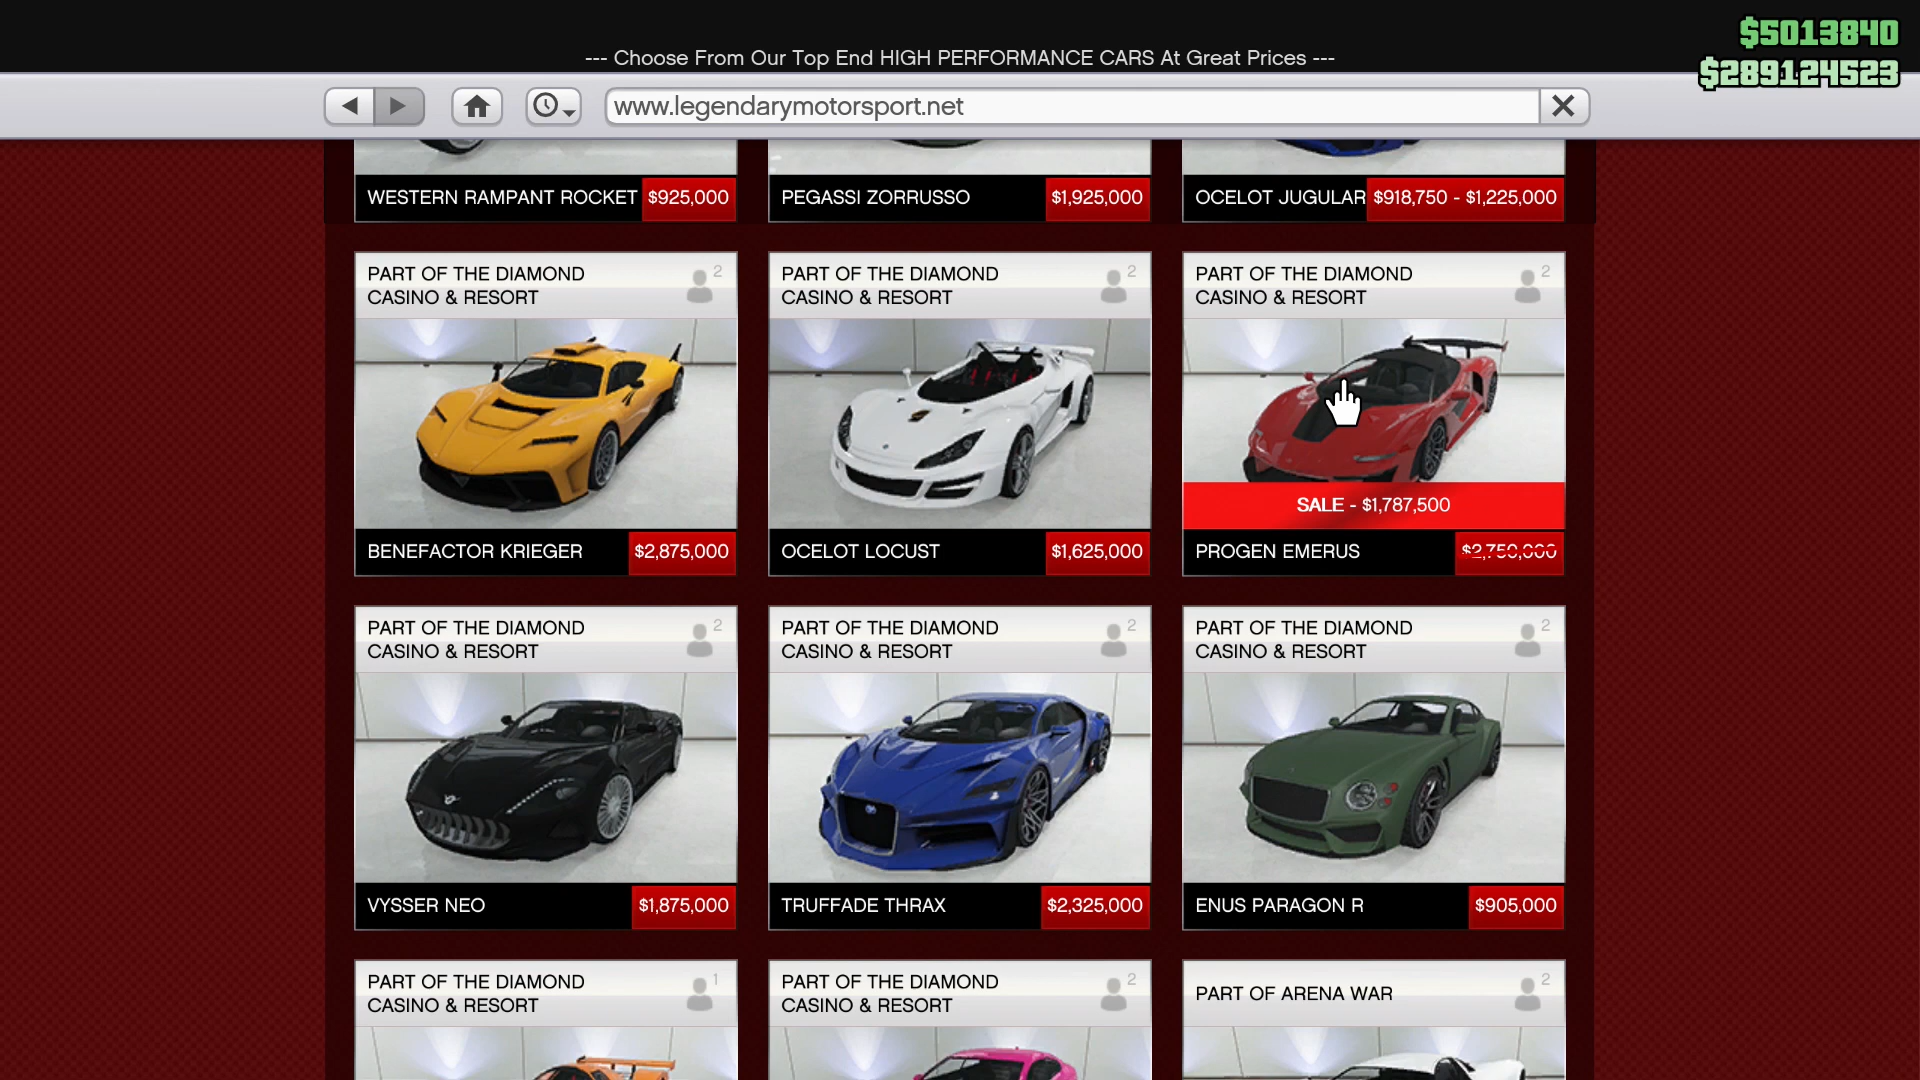 $5013840
--- Choose From Our Top End HIGH PERFORMANCE CARS At Great Prices ---
$289124523
www.legendarymotorsport.net
WESTERN RAMPANT ROCKET $925,000
PEGASSI ZORRUSSO $1,925,000
OCELOT JUGULAR $918,750 - $1,225,000
PART OF THE DIAMOND
CASINO & RESORT
2
BENEFACTOR KRIEGER $2,875,000
PART OF THE DIAMOND
CASINO & RESORT
2
OCELOT LOCUST $1,625,000
PART OF THE DIAMOND
CASINO & RESORT
2
SALE - $1,787,500
PROGEN EMERUS $2,750,000
PART OF THE DIAMOND
CASINO & RESORT
2
VYSSER NEO $1,875,000
PART OF THE DIAMOND
CASINO & RESORT
2
TRUFFADE THRAX $2,325,000
PART OF THE DIAMOND
CASINO & RESORT
2
ENUS PARAGON R $905,000
PART OF THE DIAMOND
CASINO & RESORT
1
PART OF THE DIAMOND
CASINO & RESORT
2
PART OF ARENA WAR
2